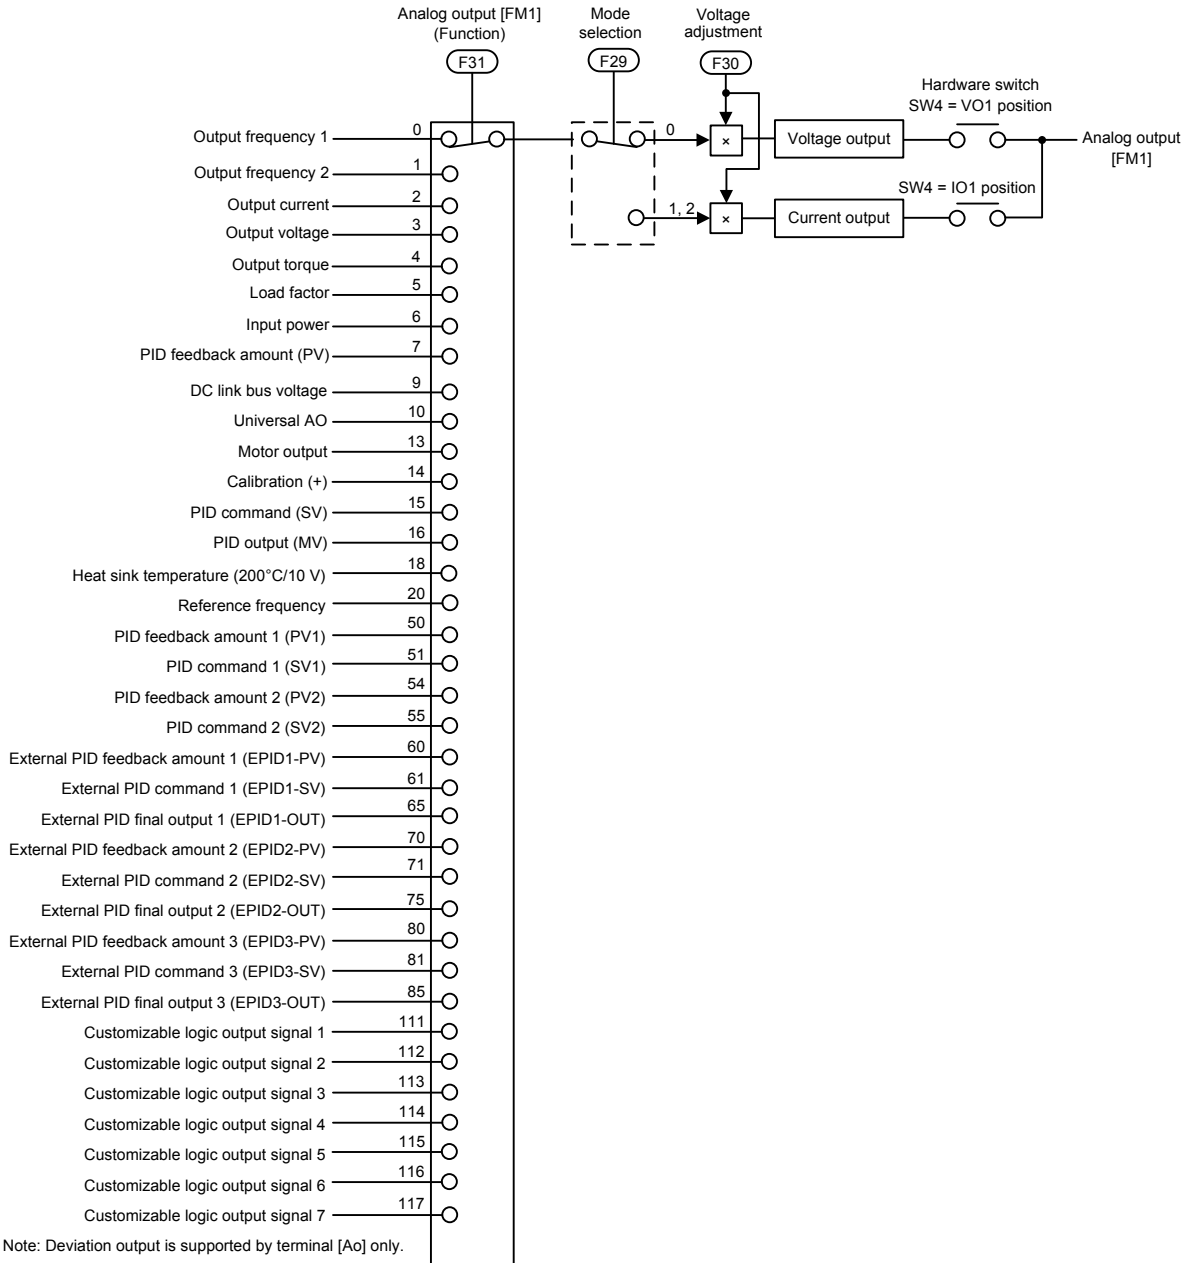 Analog output [FM1]
(Function)
F31
Mode
selection
F29
Voltage
adjustment
F30
Hardware switch
SW4 = VO1 position
Output frequency 1
0
0
×
Voltage output
Analog output
[FM1]
Output frequency 2
1
SW4 = IO1 position
Output current
2
1, 2
×
Current output
Output voltage
3
Output torque
4
Load factor
5
Input power
6
PID feedback amount (PV)
7
DC link bus voltage
9
Universal AO
10
Motor output
13
Calibration (+)
14
PID command (SV)
15
PID output (MV)
16
Heat sink temperature (200°C/10 V)
18
Reference frequency
20
PID feedback amount 1 (PV1)
50
PID command 1 (SV1)
51
PID feedback amount 2 (PV2)
54
PID command 2 (SV2)
55
External PID feedback amount 1 (EPID1-PV)
60
External PID command 1 (EPID1-SV)
61
External PID final output 1 (EPID1-OUT)
65
External PID feedback amount 2 (EPID2-PV)
70
External PID command 2 (EPID2-SV)
71
External PID final output 2 (EPID2-OUT)
75
External PID feedback amount 3 (EPID3-PV)
80
External PID command 3 (EPID3-SV)
81
External PID final output 3 (EPID3-OUT)
85
Customizable logic output signal 1
111
Customizable logic output signal 2
112
Customizable logic output signal 3
113
Customizable logic output signal 4
114
Customizable logic output signal 5
115
Customizable logic output signal 6
116
Customizable logic output signal 7
117
Note: Deviation output is supported by terminal [Ao] only.